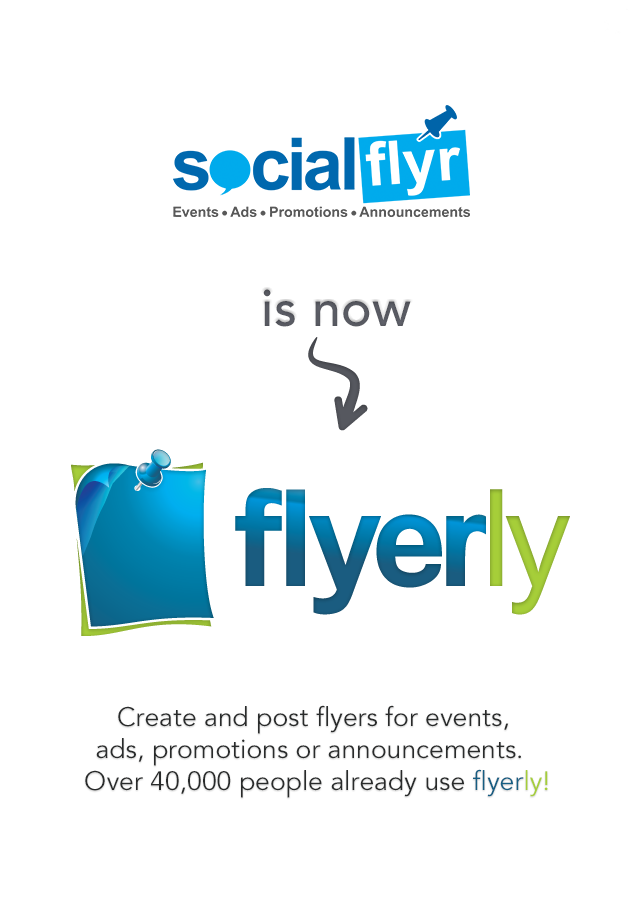 socialflyr
Events • Ads • Promotions • Announcements
is now
flyerly
Create and post flyers for events,
ads, promotions or announcements.
Over 40,000 people already use flyerly!